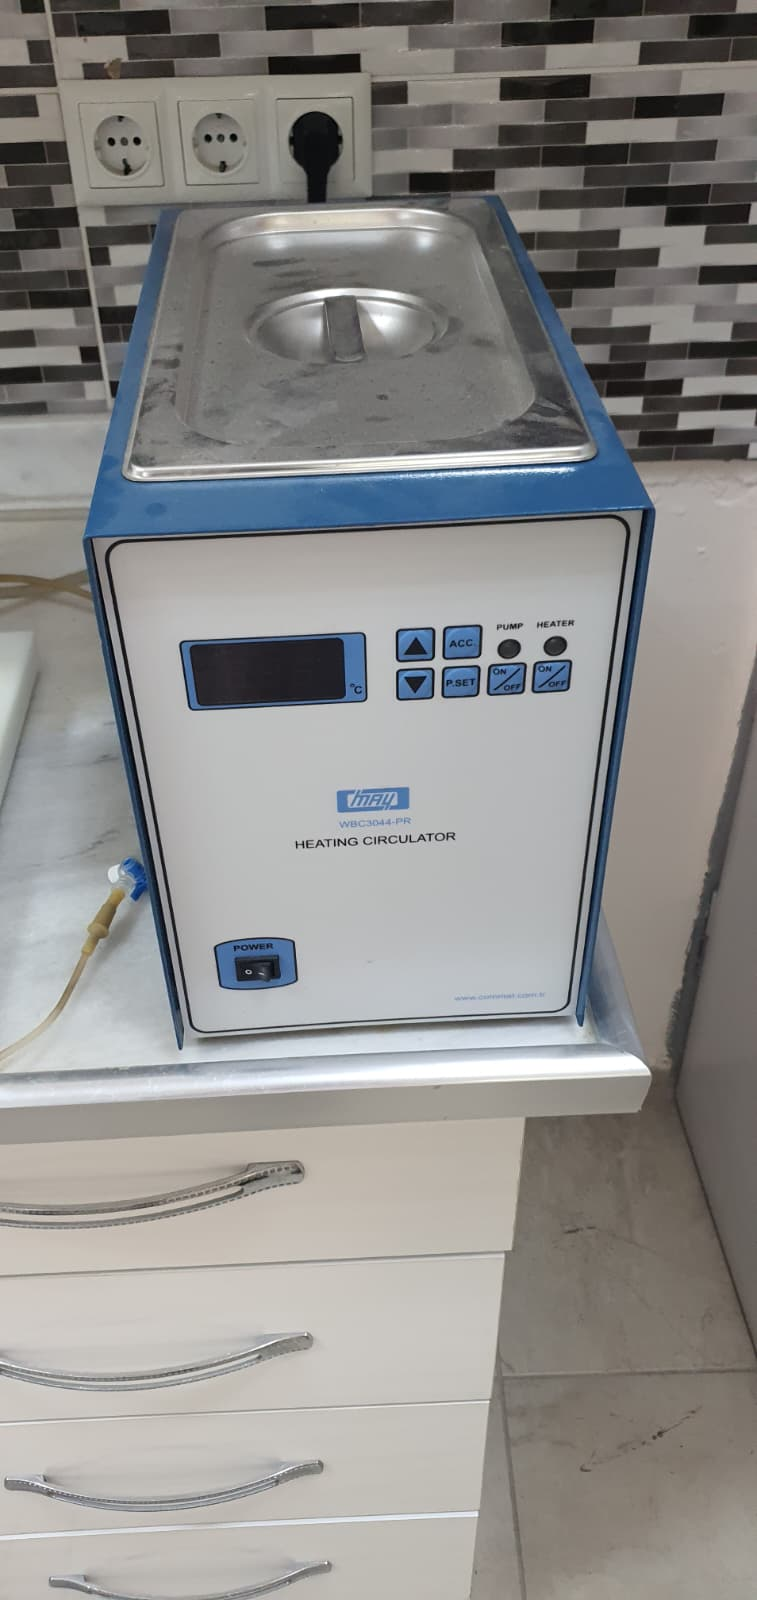 PUMP HEATER
ACC.
ON
OFF
ON
OFF
P.SET
°C
MAY
WBC3044-PR
HEATING CIRCULATOR
POWER
O I
www.commat.com.tr